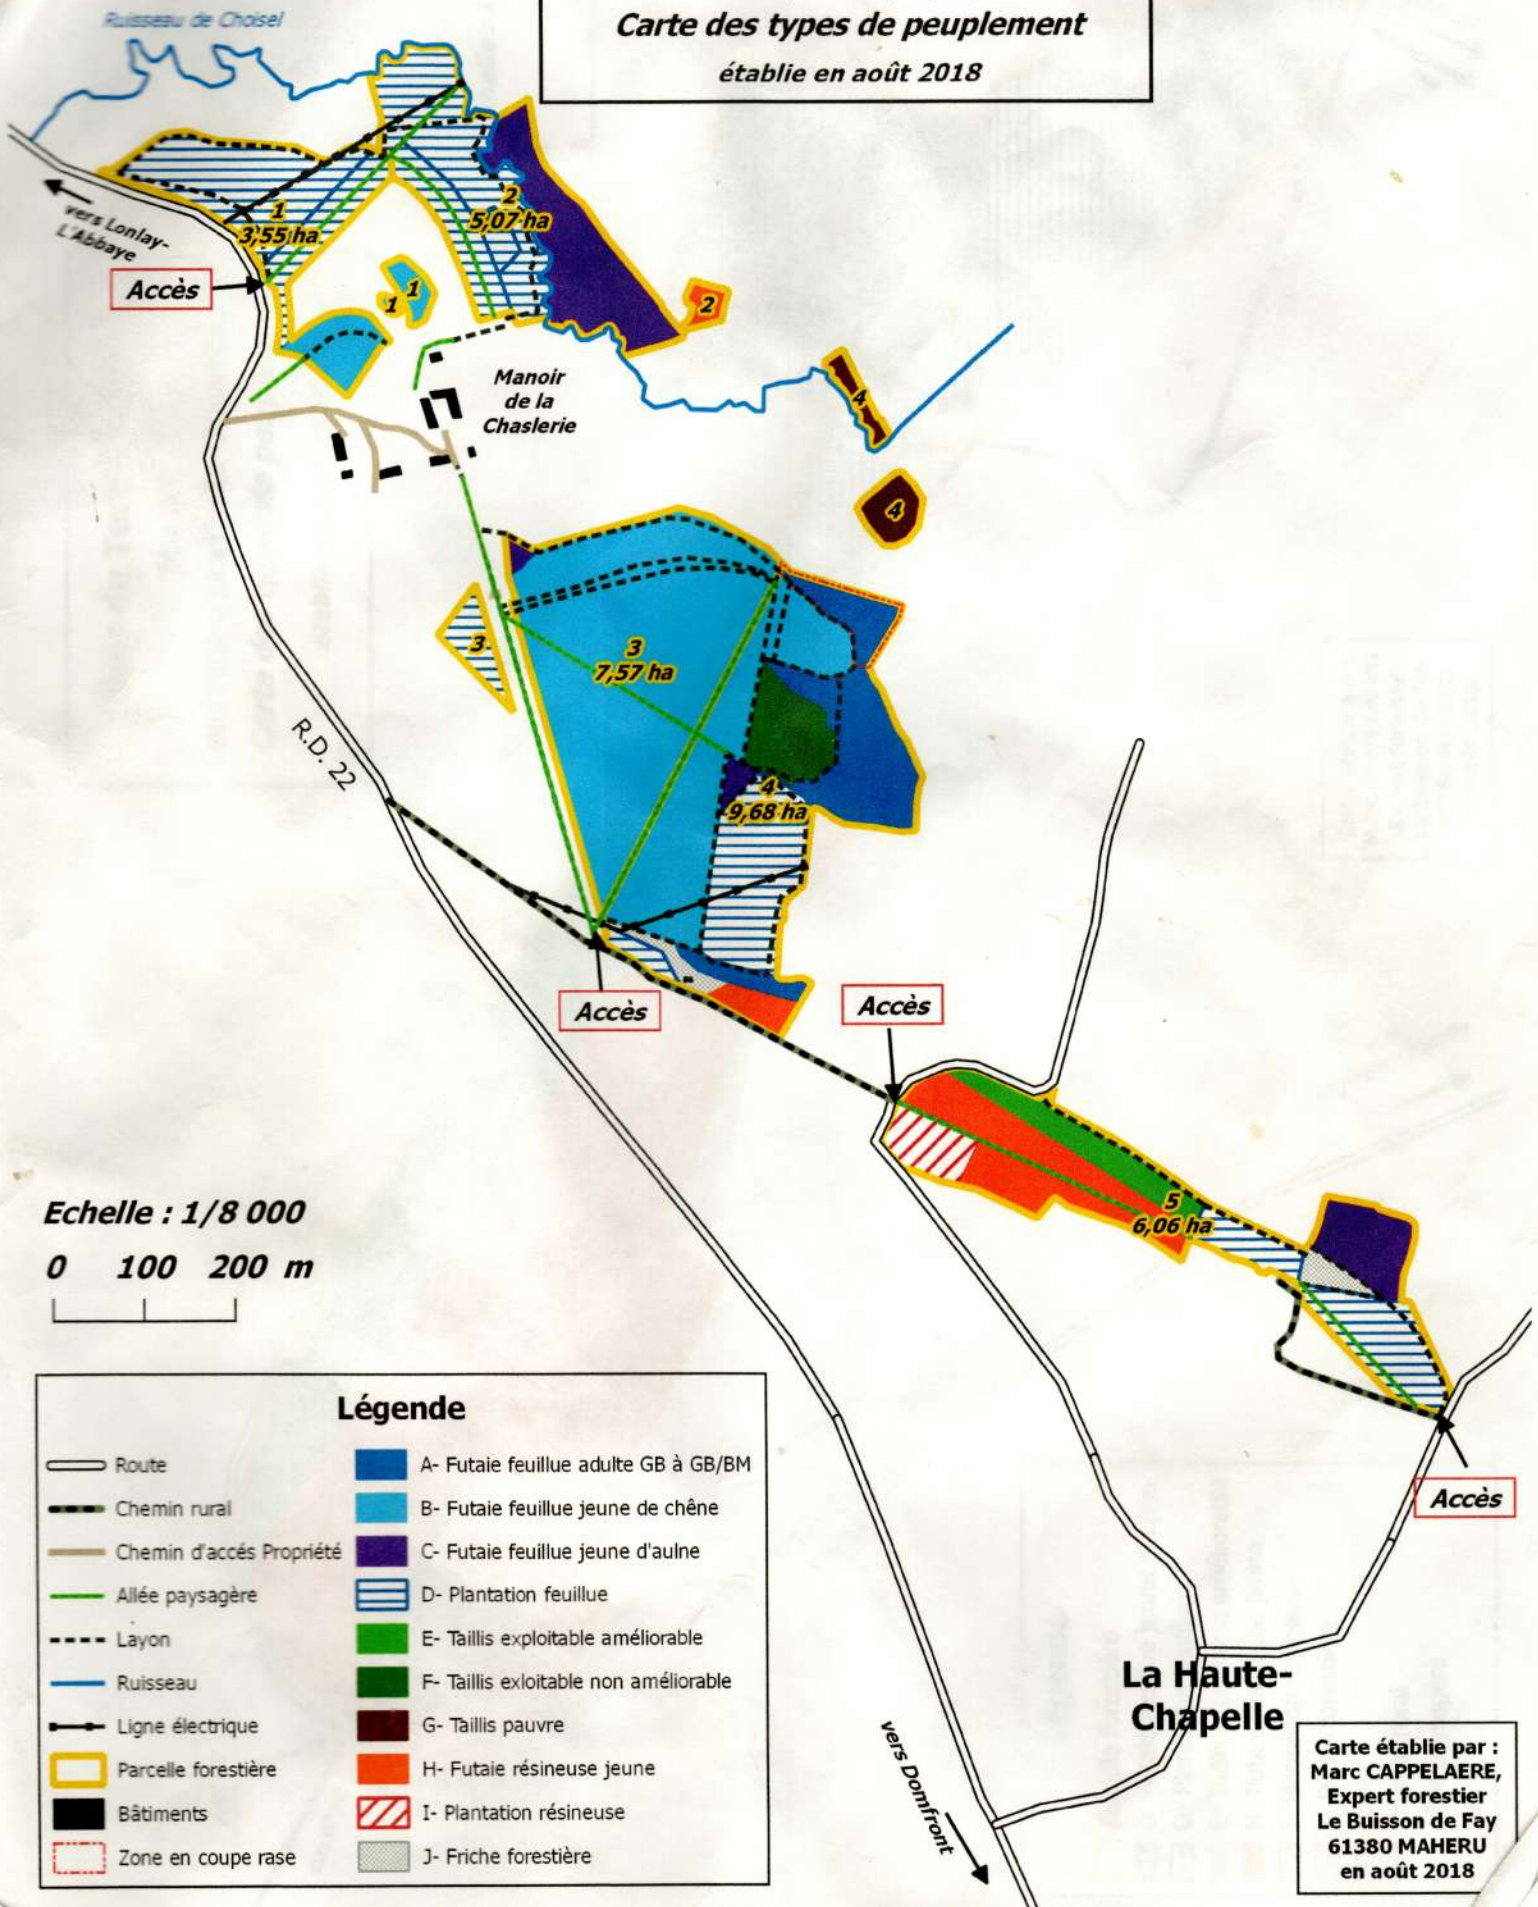 Ruisseau de Choisel
Carte des types de peuplement
établie en août 2018
vers Lonlay-
L'Abbaye
1
3,55 ha
2
5,07 ha
Accès
1
1
2
4
Manoir
de la
Chaslerie
4
3
3
7,57 ha
R.D. 22
4
9,68 ha
Accès
Accès
5
6,06 ha
Echelle : 1/8 000
0 100 200 m
Accès
Légende
Route
Chemin rural
Chemin d'accés Propriété
Allée paysagère
Layon
Ruisseau
Ligne électrique
Parcelle forestière
Bâtiments
Zone en coupe rase
A- Futaie feuillue adulte GB à GB/BM
B- Futaie feuillue jeune de chêne
C- Futaie feuillue jeune d'aulne
D- Plantation feuillue
E- Taillis exploitable améliorable
F- Taillis exloitable non améliorable
G- Taillis pauvre
H- Futaie résineuse jeune
I- Plantation résineuse
J- Friche forestière
La Haute-
Chapelle
vers Domfront
Carte établie par :
Marc CAPPELAERE,
Expert forestier
Le Buisson de Fay
61380 MAHERU
en août 2018